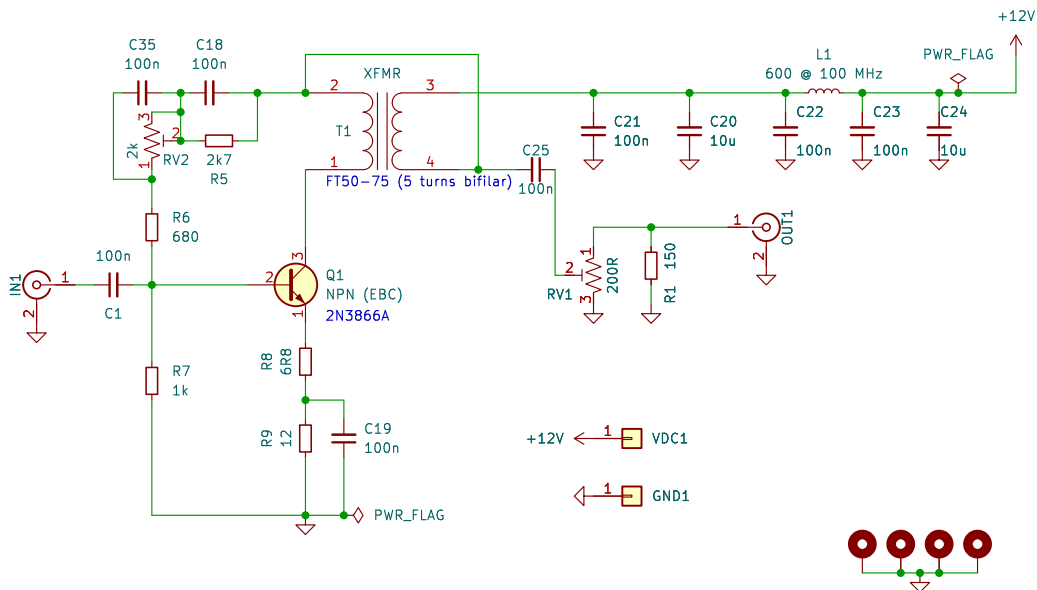 +12V
C35
100n
C18
100n
XFMR
L1
600 @ 100 MHz
PWR_FLAG
2
3
T1
1
4
FT50-75 (5 turns bifilar)
3
2k
2
1
RV2
2k7
R5
C21
100n
C20
10u
C22
100n
C23
100n
C24
10u
C25
100n
R6
680
1
2
RV1
3
200R
R1
150
1
2
OUT1
IN1
1
2
100n
C1
3
2
1
Q1
NPN (EBC)
2N3866A
R7
1k
R8
6R8
R9
12
C19
100n
PWR_FLAG
+12V
1
VDC1
1
GND1